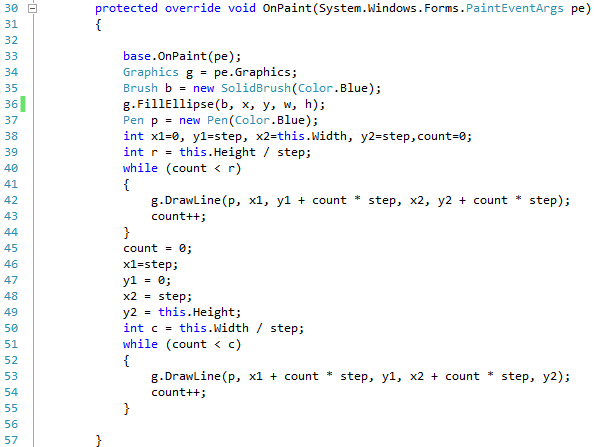 30 protected override void OnPaint(System.Windows.Forms.PaintEventArgs pe)
31 {
32
33 base.OnPaint(pe);
34 Graphics g = pe.Graphics;
35 Brush b = new SolidBrush(Color.Blue);
36 g.FillEllipse(b, x, y, w, h);
37 Pen p = new Pen(Color.Blue);
38 int x1=0, y1=step, x2=this.Width, y2=step,count=0;
39 int r = this.Height / step;
40 while (count < r)
41 {
42 g.DrawLine(p, x1, y1 + count * step, x2, y2 + count * step);
43 count++;
44 }
45 count = 0;
46 x1=step;
47 y1 = 0;
48 x2 = step;
49 y2 = this.Height;
50 int c = this.Width / step;
51 while (count < c)
52 {
53 g.DrawLine(p, x1 + count * step, y1, x2 + count * step, y2);
54 count++;
55 }
56
57 }